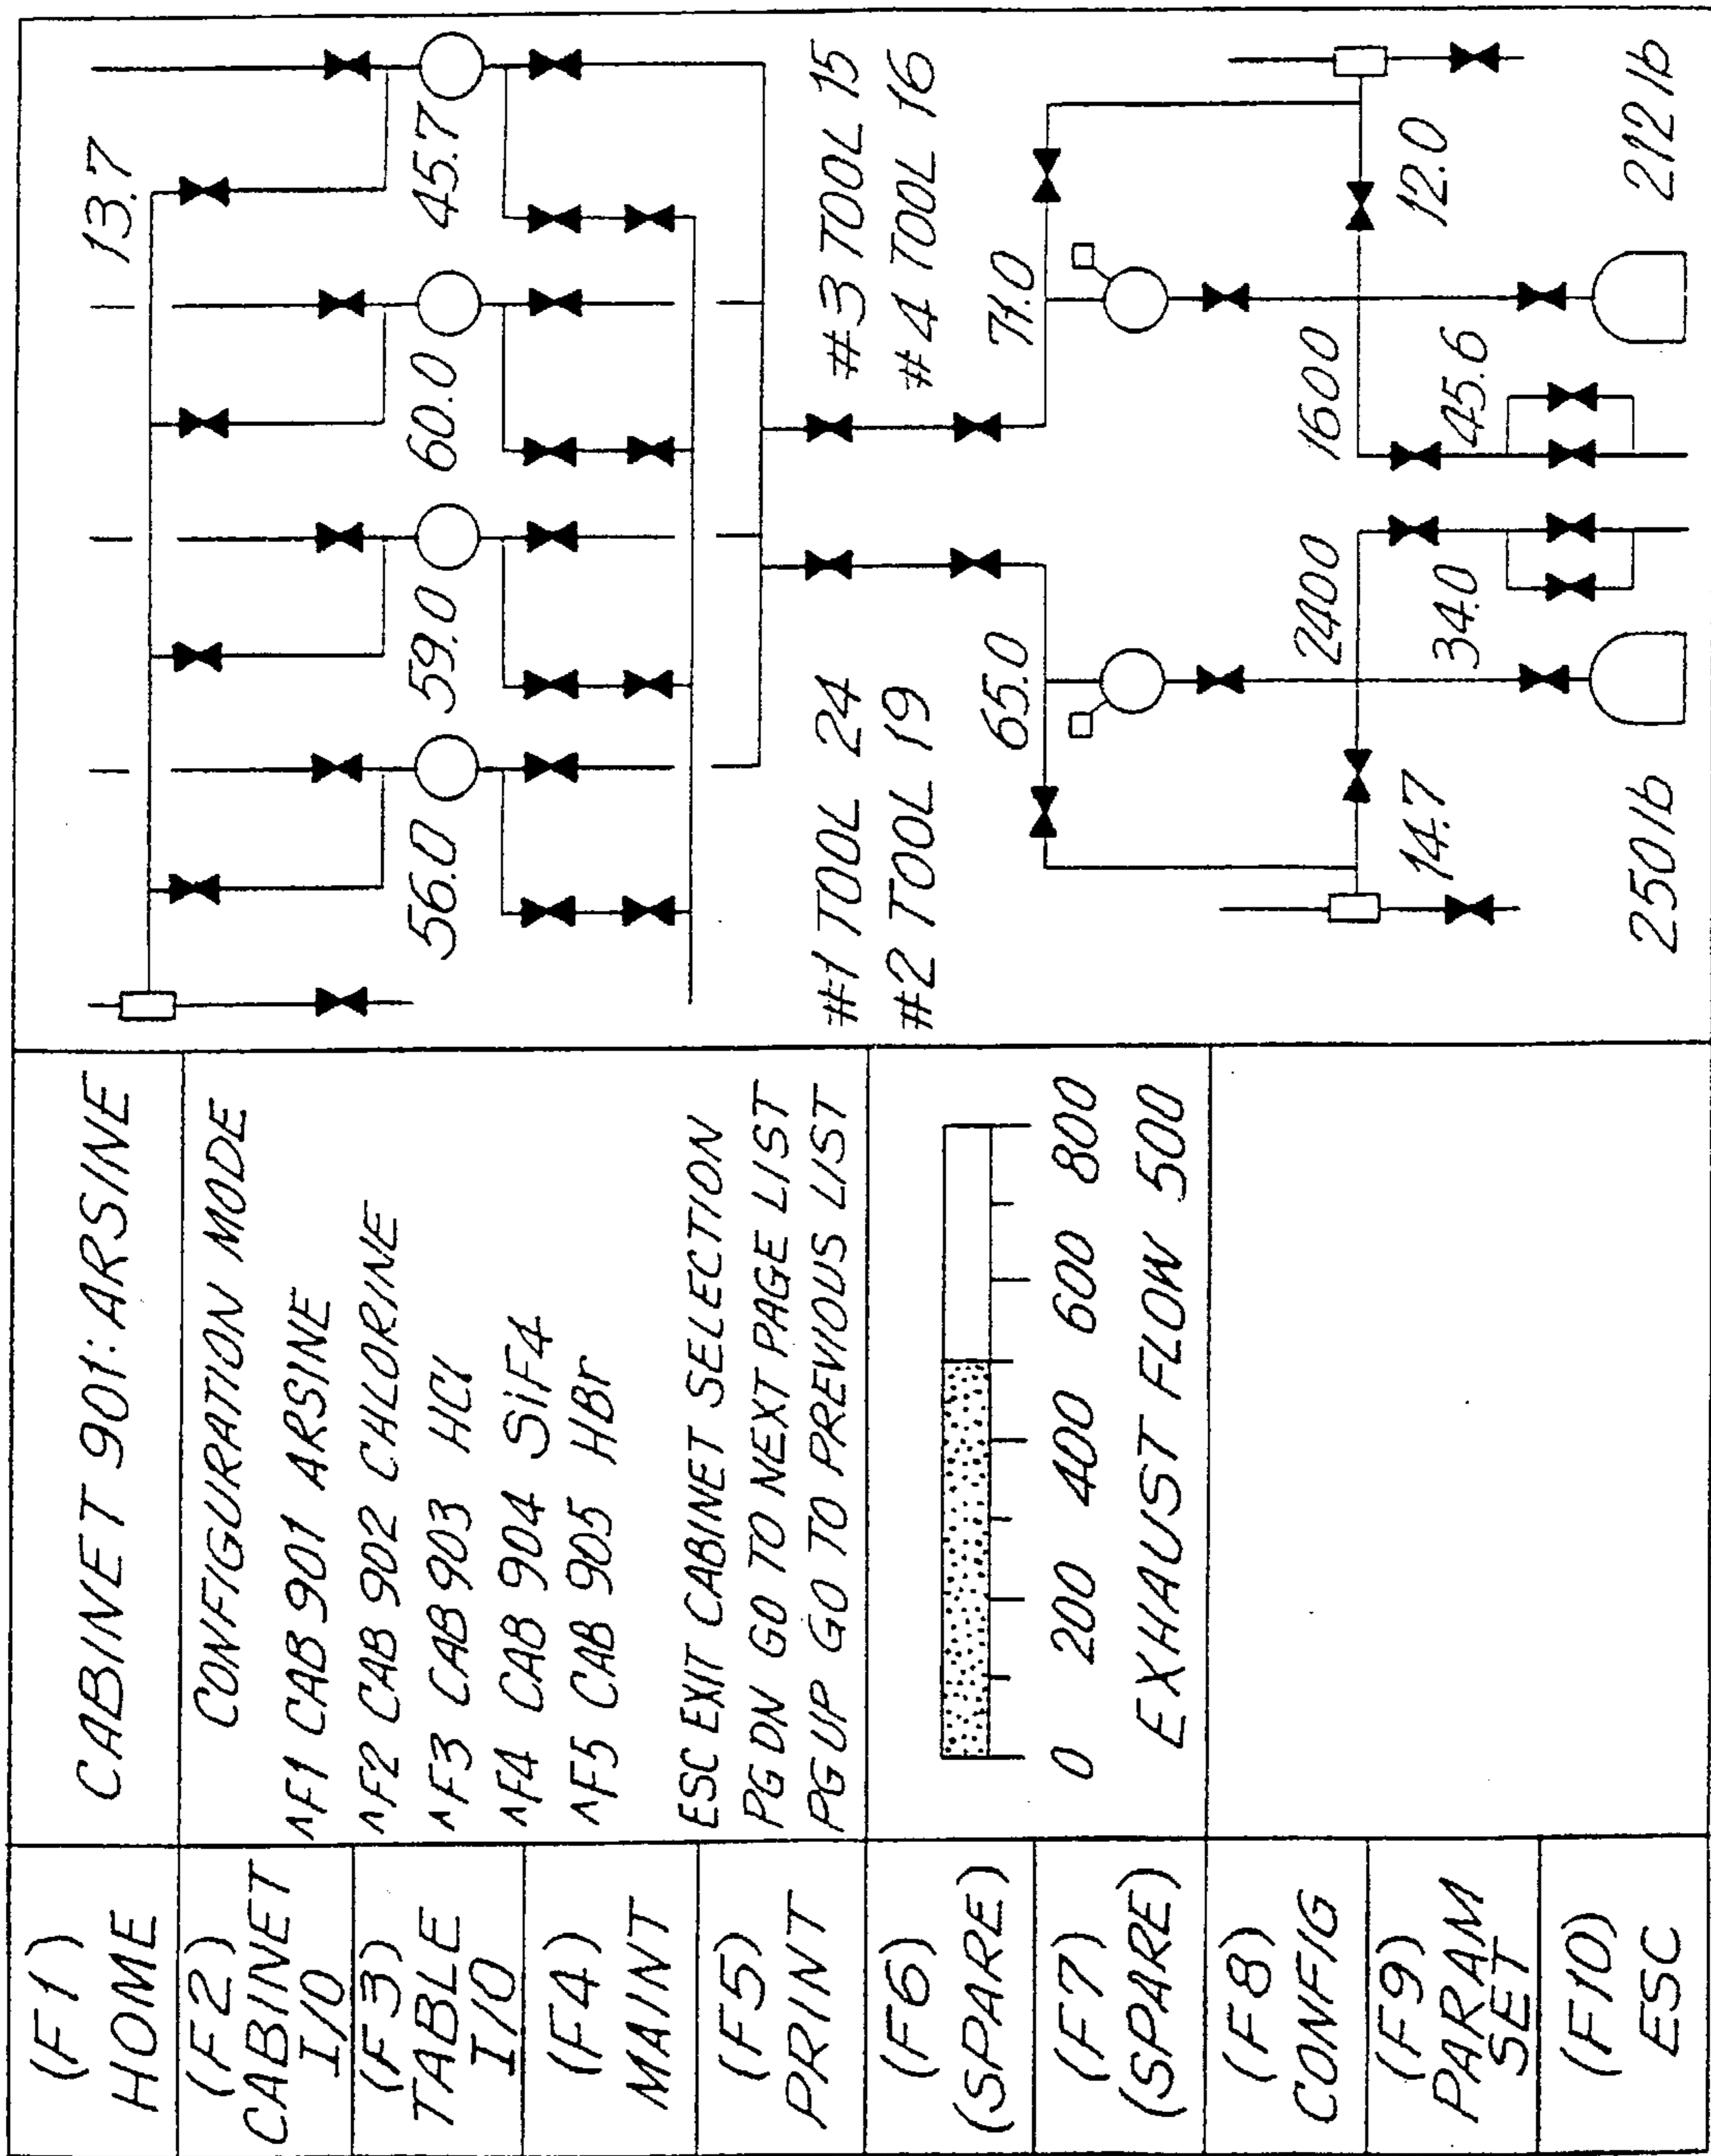 (F1)
HOME
(F2)
CABINET
I/O
(F3)
TABLE
I/O
(F4)
MAINT
(F5)
PRINT
(F6)
(SPARE)
(F7)
(SPARE)
(F8)
CONFIG
(F9)
PARAM
SET
(F10)
ESC
CABINET 901: ARSINE
CONFIGURATION MODE
^F1 CAB 901 ARSINE
^F2 CAB 902 CHLORINE
^F3 CAB 903 HCl
^F4 CAB 904 SiF4
^F5 CAB 905 HBr
ESC EXIT CABINET SELECTION
PG DN GO TO NEXT PAGE LIST
PG UP GO TO PREVIOUS LIST
0 200 400 600 800
EXHAUST FLOW 500
13.7
56.0 59.0 60.0 45.7
#1 TOOL 24 #3 TOOL 15
#2 TOOL 19 #4 TOOL 16
65.0 71.0
2400 1600
14.7 34.0 45.6 12.0
250 lb 212 lb